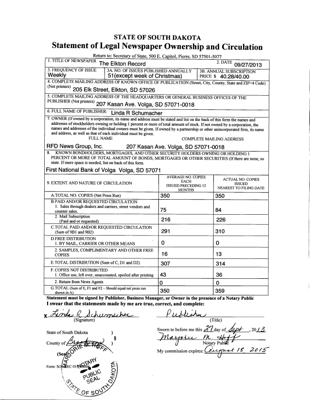 STATE OF SOUTH DAKOTA
Statement of Legal Newspaper Ownership and Circulation
Return to: Secretary of State, 500 E. Capitol, Pierre, SD 57501-5077
1. TITLE OF NEWSPAPER The Elkton Record
2. DATE 09/27/2013
3. FREQUENCY OF ISSUE Weekly
3A. NO. OF ISSUES PUBLISHED ANNUALLY 51(except week of Christmas)
3B. ANNUAL SUBSCRIPTION PRICE $ 40.28/40.00
4. COMPLETE MAILING ADDRESS OF KNOWN OFFICE OF PUBLICATION (Street, City, County, State and ZIP+4 Code) (Not printers)
205 Elk Street, Elkton, SD 57026
5. COMPLETE MAILING ADDRESS OF THE HEADQUARTERS OR GENERAL BUSINESS OFFICES OF THE
PUBLISHER (Not printer) 207 Kasan Ave. Volga, SD 57071-0018
6. FULL NAME OF PUBLISHER: Linda R Schumacher
7. OWNER (If owned by a corporation, its name and address must be stated and list on the back of this form the names and
addresses of stockholders owning or holding 1 percent or more of total amount of stock. If not owned by a corporation, the
names and addresses of the individual owners must be given. If owned by a partnership or other unincorporated firm, its name
and address, as well as that of each individual must be given.
FULL NAME COMPLETE MAILING ADDRESS
RFD News Group, Inc. 207 Kasan Ave, Volga, SD 57071-0018
8. KNOWN BONDHOLDERS, MORTGAGES, AND OTHER SECURITY HOLDERS OWNING OR HOLDING 1
PERCENT OR MORE OF TOTAL AMOUNT OF BONDS, MORTGAGES OR OTHER SECURITIES (If there are none, so
state. If more space is needed, list on back of this form.
First National Bank of Volga Volga, SD 57071
9. EXTENT AND NATURE OF CIRCULATION
AVERAGE NO. COPIES EACH ISSUED PRECEDING 12 MONTHS
ACTUAL NO. COPIES ISSUED NEAREST TO FILING DATE
A. TOTAL NO. COPIES (Net Press Run) 350 350
B. PAID AND/OR REQUESTED CIRCULATION
1. Sales through dealers and carriers, street vendors and
counter sales. 75 84
2. Mail Subscription
(Paid and or requested) 216 226
C. TOTAL PAID AND/OR REQUESTED CIRCULATION
(Sum of 9B1 and 9B2) 291 310
D. FREE DISTRIBUTION
1. BY MAIL, CARRIER OR OTHER MEANS 0 0
2. SAMPLES, COMPLIMENTARY AND OTHER FREE
COPIES 16 13
E. TOTAL DISTRIBUTION (Sum of C, D1 and D2) 307 314
F. COPIES NOT DISTRIBUTED
1. Office use, left over, unaccounted, spoiled after printing 43 36
2. Return from News Agents 0 0
G. TOTAL (Sum of E, F1 and F2 - Should equal net press run
shown in A) 350 359
Statement must be signed by Publisher, Business Manager, or Owner in the presence of a Notary Public
I swear that the statements made by me are true, correct, and complete:
x Linda R Schumacher Publisher
(Signature) (Title)
State of South Dakota )
§
County of Brookings )
Sworn to before me this 27 day of Sept, 2013
Marjorie M. Hoff
Notary Public
My commission expires: August 18, 2015
(Seal)
NOTARY
PUBLIC
SEAL
STATE OF SOUTH DAKOTA